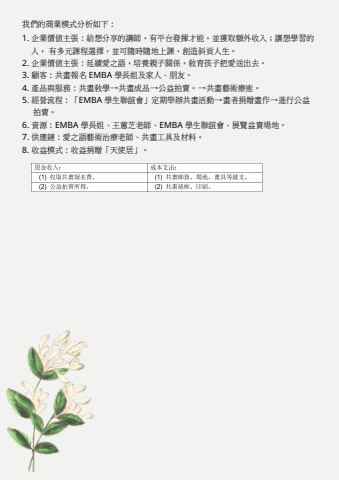 我們的商業模式分析如下：
1. 企業價值主張：給想分享的講師，有平台發揮才能，並獲取額外收入；讓想學習的
人，有多元課程選擇，並可隨時隨地上課，創造斜貢人生。
2. 企業價值主張：延續愛之語，培養親子關係，教育孩子把愛送出去。
3. 顧客：共畫報名 EMBA 學長姐及家人、朋友。
4. 產品與服務：共畫教學→共畫成品→公益拍賣。→共畫藝術療癒。
5. 經營流程：「EMBA 學生聯誼會」定期舉辦共畫活動→畫者捐贈畫作→進行公益
拍賣。
6. 資源：EMBA 學長姐、王蕙芝老師、EMBA 學生聯誼會、展覽益賣場地。
7. 供應鏈：愛之語藝術治療老師、共畫工具及材料。
8. 收益模式：收益捐贈「天使居」。
現金收入： 成本支出：
(1) 收取共畫報名費。 (1) 共畫師資、場地、畫具等雜支。
(2) 公益拍賣所得。 (2) 共畫裱框、印刷。